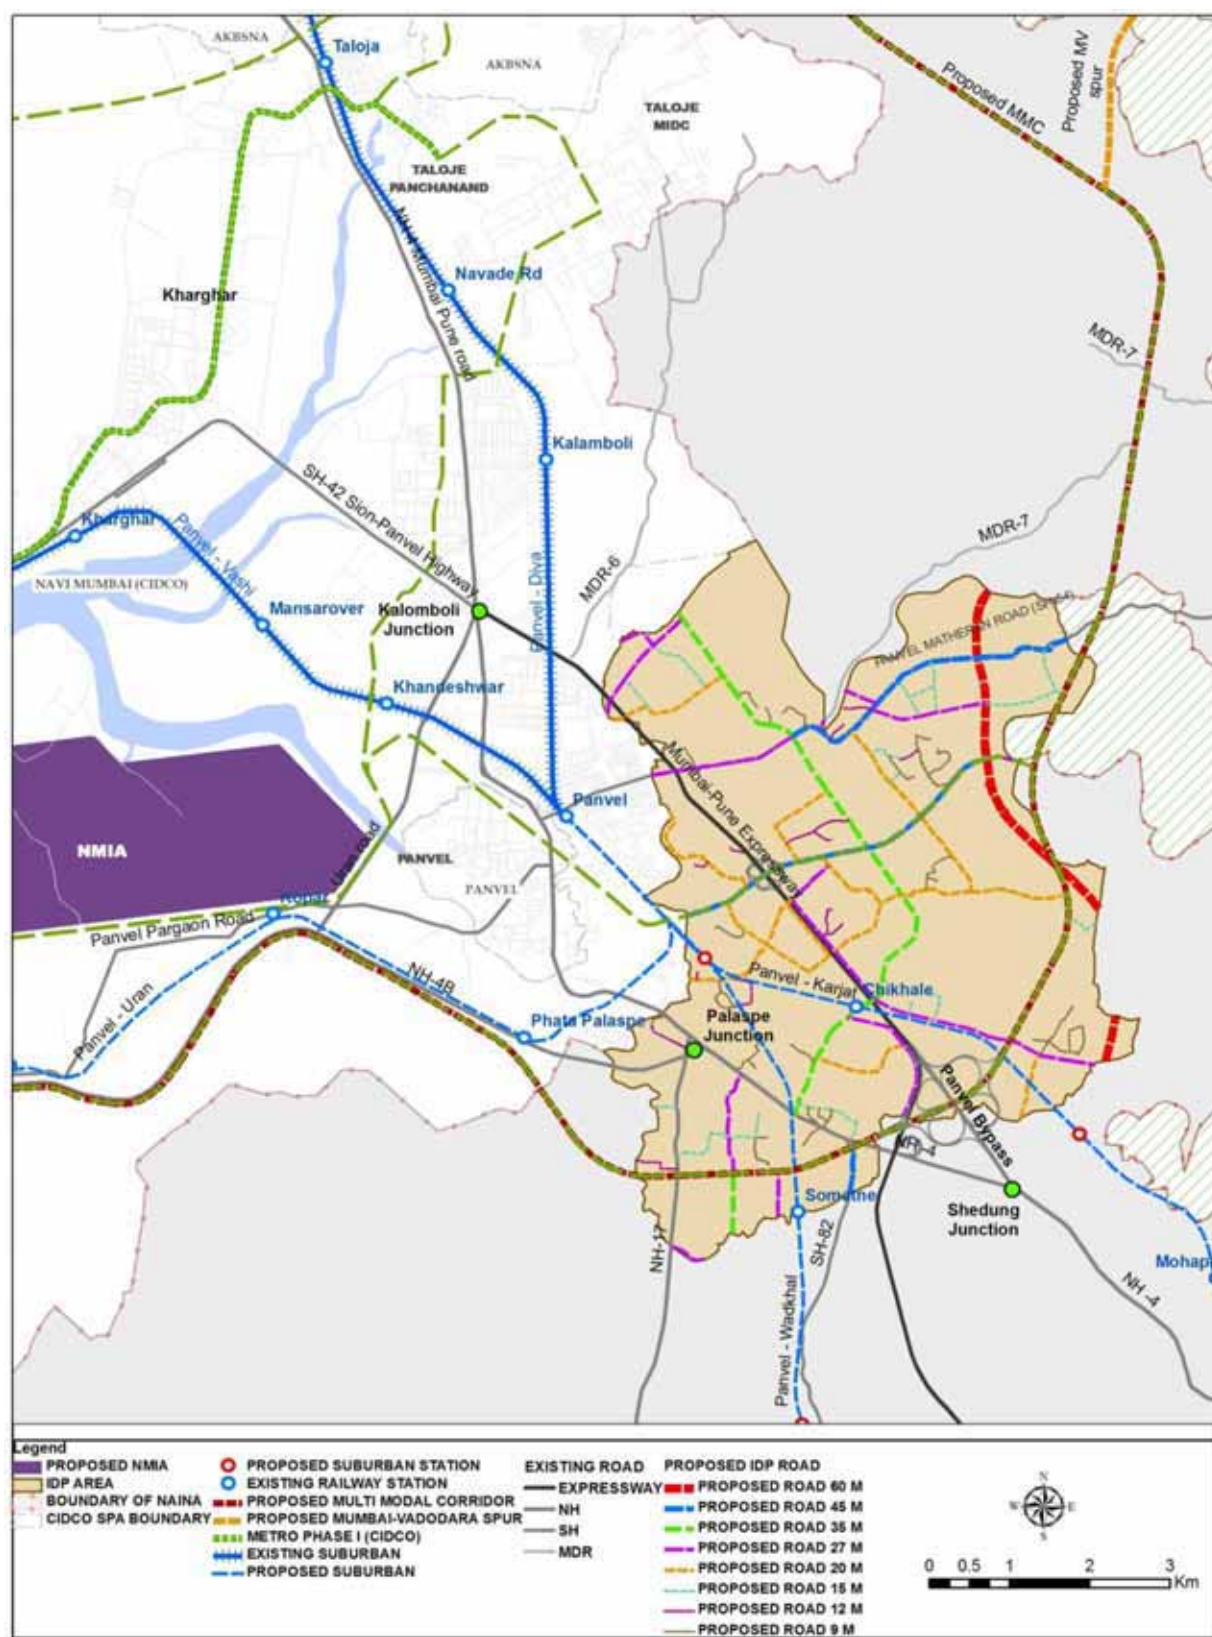 AKBSNA
Taloja
AKBSNA
TALOJE
MIDC
Proposed MMC
Proposed MV
spur
TALOJE
PANCHANAND
NH-4 Mumbai Pune road
Navade Rd
Kharghar
MDR-7
Kalamboli
SH-42 Sion-Panvel Highway
Kharghar
Panvel - Vashi
MDR-7
Panvel - Diva
MDR-6
NAVI MUMBAI (CIDCO)
Mansarover
Kalomboli
Junction
PANVEL MATHERAN ROAD (SH-54)
Khandeshwar
Mumbai-Pune Expressway
Panvel
NMIA
PANVEL
Uran road
PANVEL
Panvel Pargaon Road
NH-4B
Panvel - Karjat
Chikhale
Panvel - Uran
Phata Palaspe
Palaspe
Junction
Panvel Bypass
NH-4
Somatne
Shedung
Junction
NH-17
SH-82
Mohap
NH -4
Panvel - Wadkhal
Legend
PROPOSED NMIA
IDP AREA
BOUNDARY OF NAINA
CIDCO SPA BOUNDARY
PROPOSED SUBURBAN STATION
EXISTING RAILWAY STATION
PROPOSED MULTI MODAL CORRIDOR
PROPOSED MUMBAI-VADODARA SPUR
METRO PHASE I (CIDCO)
EXISTING SUBURBAN
PROPOSED SUBURBAN
EXISTING ROAD
EXPRESSWAY
NH
SH
MDR
PROPOSED IDP ROAD
PROPOSED ROAD 60 M
PROPOSED ROAD 45 M
PROPOSED ROAD 35 M
PROPOSED ROAD 27 M
PROPOSED ROAD 20 M
PROPOSED ROAD 15 M
PROPOSED ROAD 12 M
PROPOSED ROAD 9 M
N
W E
S
0 0.5 1 2 3
Km